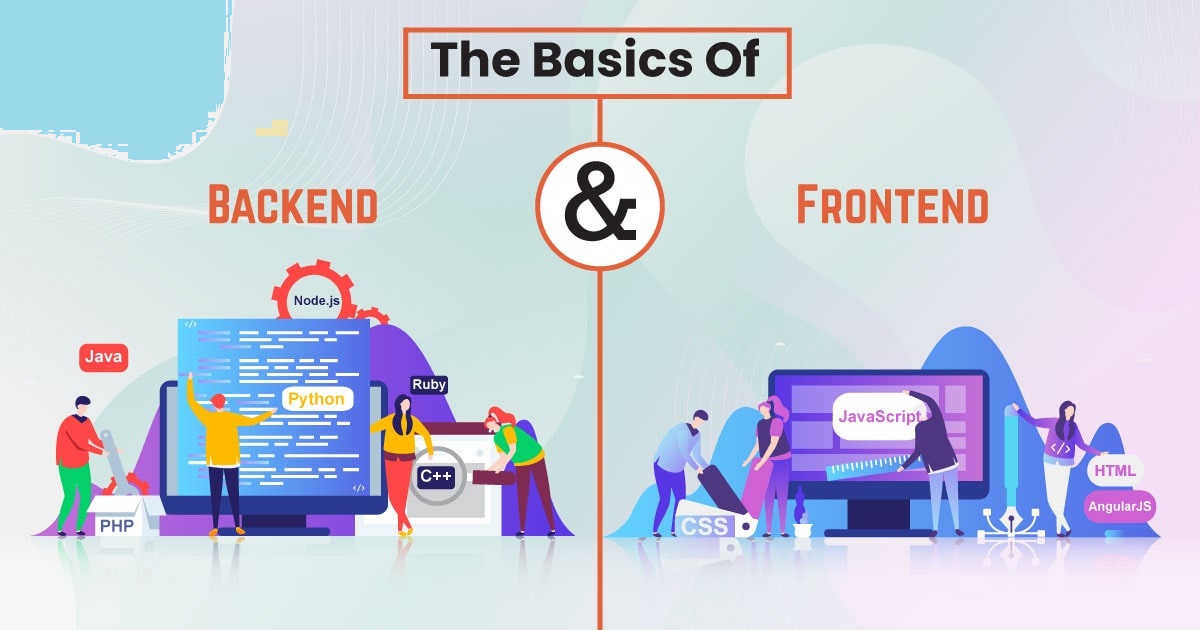 The Basics Of
&
Backend
Frontend
Node.js
</>
Java
Python
Ruby
C++
</>
PHP
JavaScript
</>
HTML
AngularJS
CSS